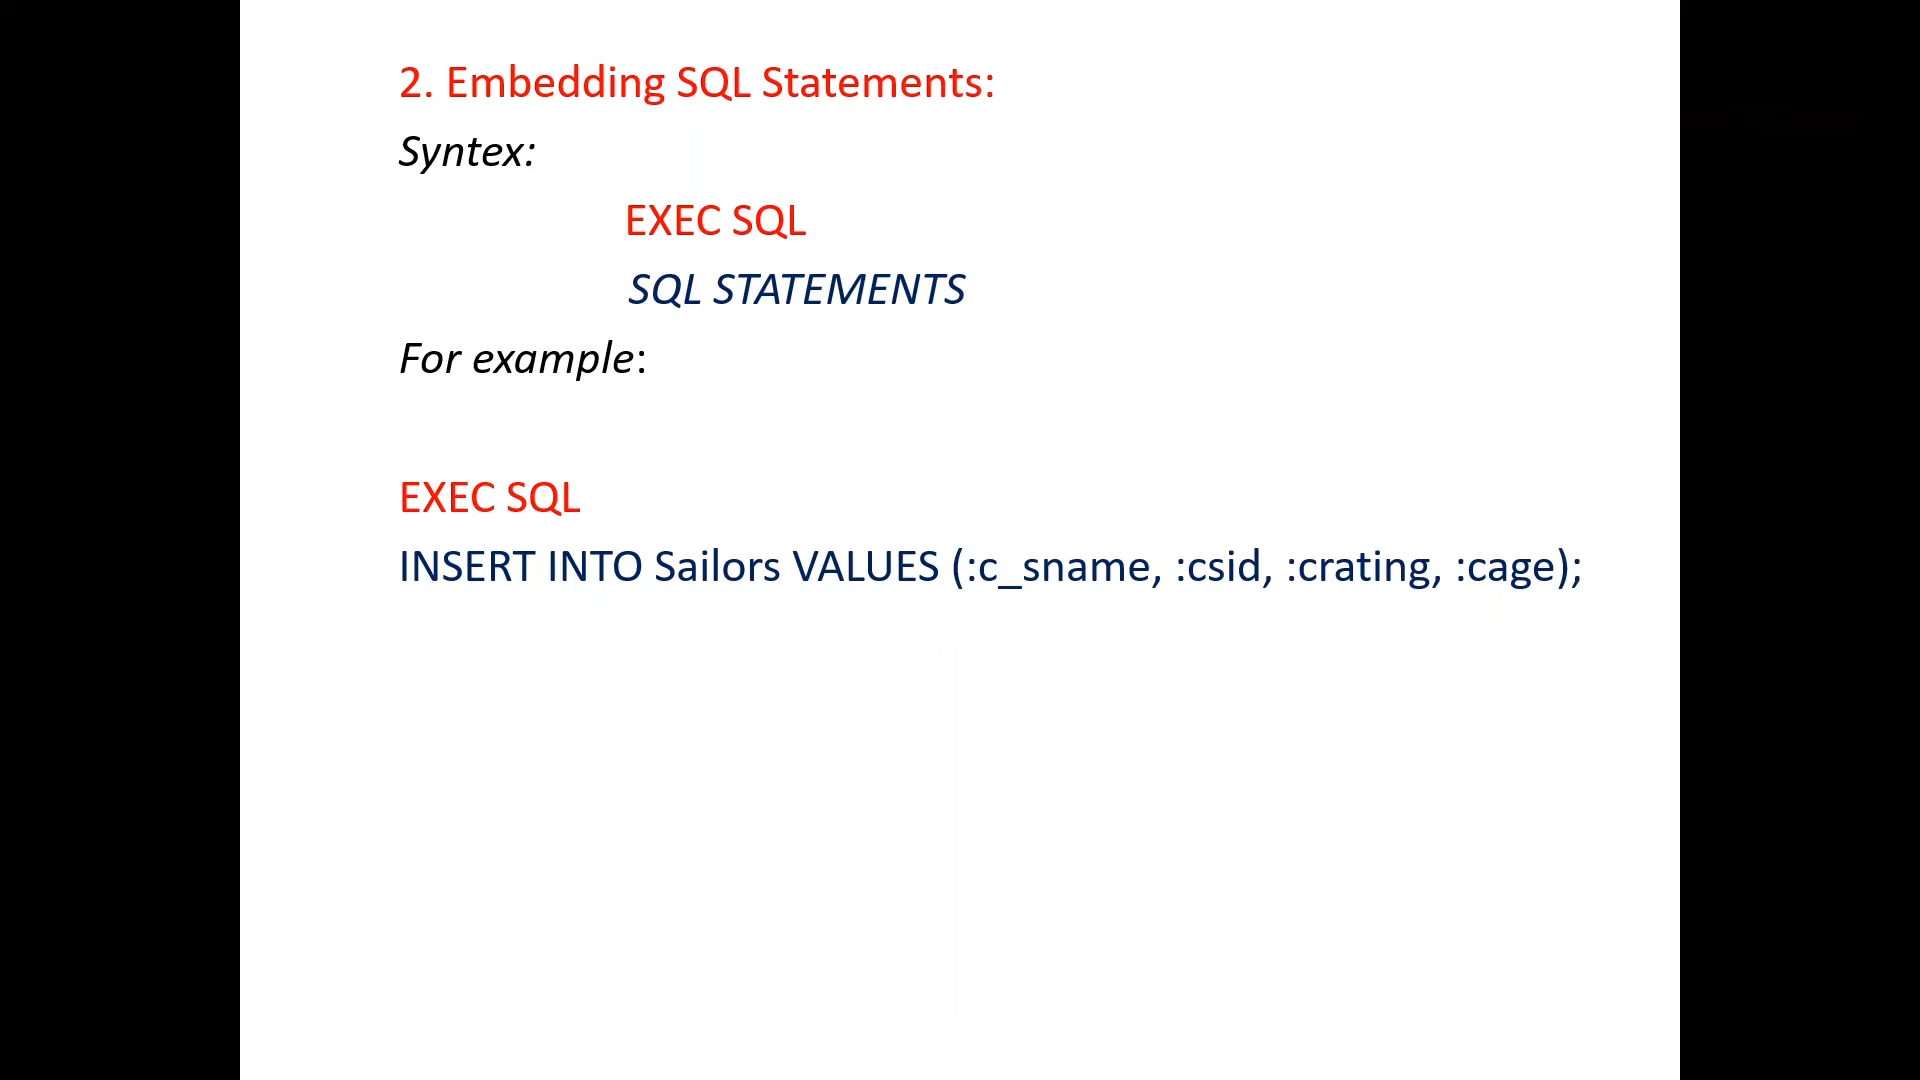 2. Embedding SQL Statements:
Syntex:
EXEC SQL
SQL STATEMENTS
For example:
EXEC SQL
INSERT INTO Sailors VALUES (:c_sname, :csid, :crating, :cage);